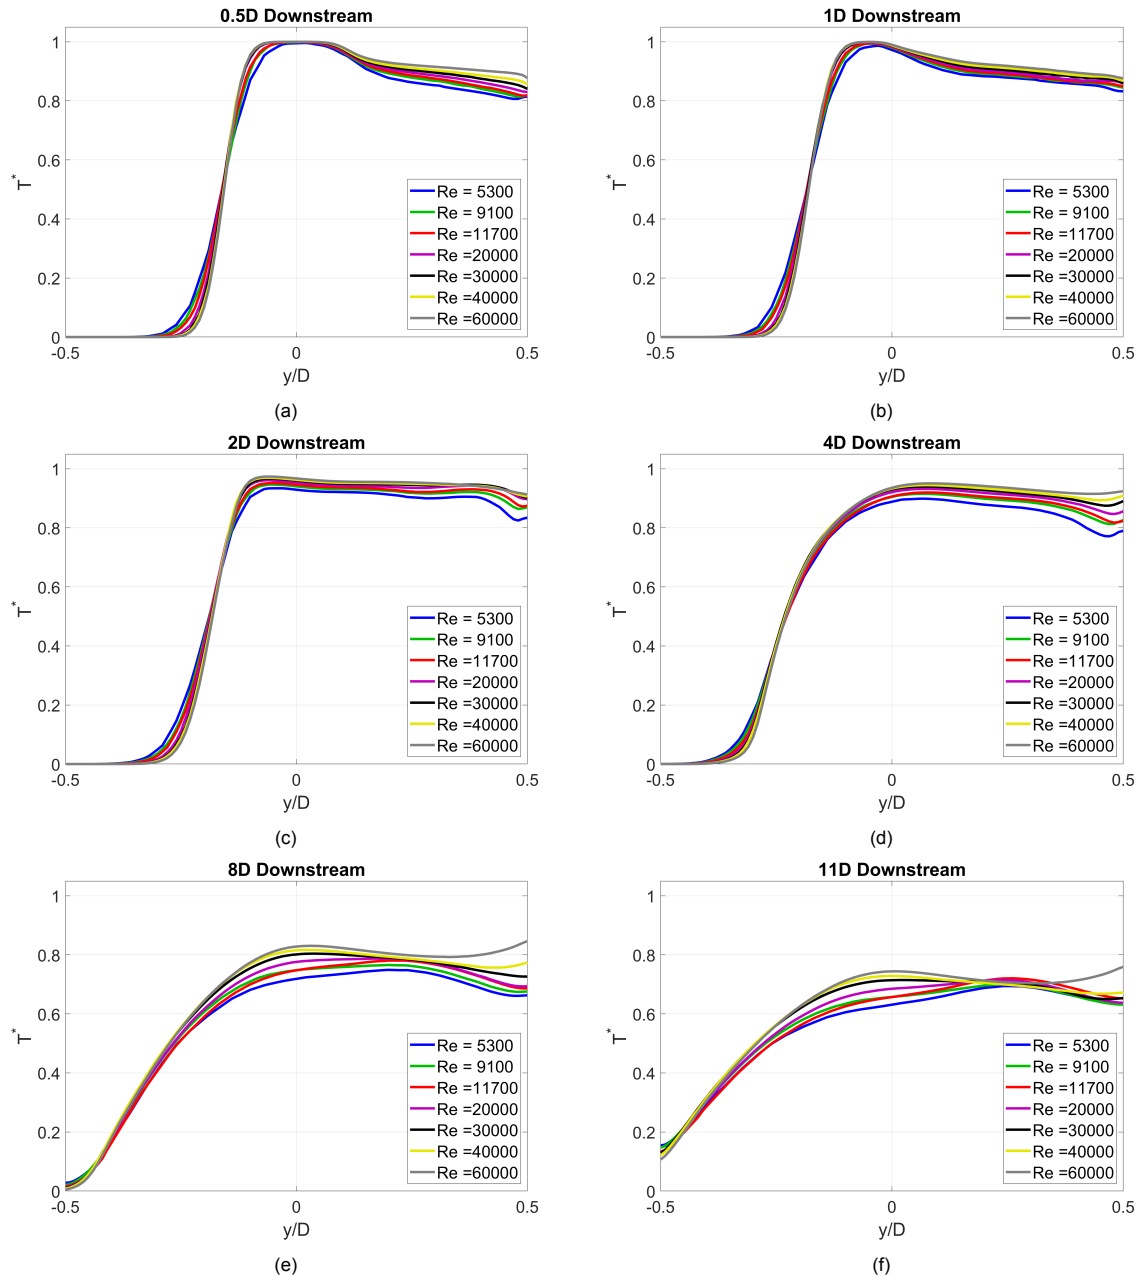 0.5D Downstream
1
0.8
0.6
0.4
0.2
0
T*
-0.5
0
0.5
y/D
Re = 5300
Re = 9100
Re =11700
Re =20000
Re =30000
Re =40000
Re =60000
(a)
1D Downstream
1
0.8
0.6
0.4
0.2
0
T*
-0.5
0
0.5
y/D
Re = 5300
Re = 9100
Re =11700
Re =20000
Re =30000
Re =40000
Re =60000
(b)
2D Downstream
1
0.8
0.6
0.4
0.2
0
T*
-0.5
0
0.5
y/D
Re = 5300
Re = 9100
Re =11700
Re =20000
Re =30000
Re =40000
Re =60000
(c)
4D Downstream
1
0.8
0.6
0.4
0.2
0
T*
-0.5
0
0.5
y/D
Re = 5300
Re = 9100
Re =11700
Re =20000
Re =30000
Re =40000
Re =60000
(d)
8D Downstream
1
0.8
0.6
0.4
0.2
0
T*
-0.5
0
0.5
y/D
Re = 5300
Re = 9100
Re =11700
Re =20000
Re =30000
Re =40000
Re =60000
(e)
11D Downstream
1
0.8
0.6
0.4
0.2
0
T*
-0.5
0
0.5
y/D
Re = 5300
Re = 9100
Re =11700
Re =20000
Re =30000
Re =40000
Re =60000
(f)